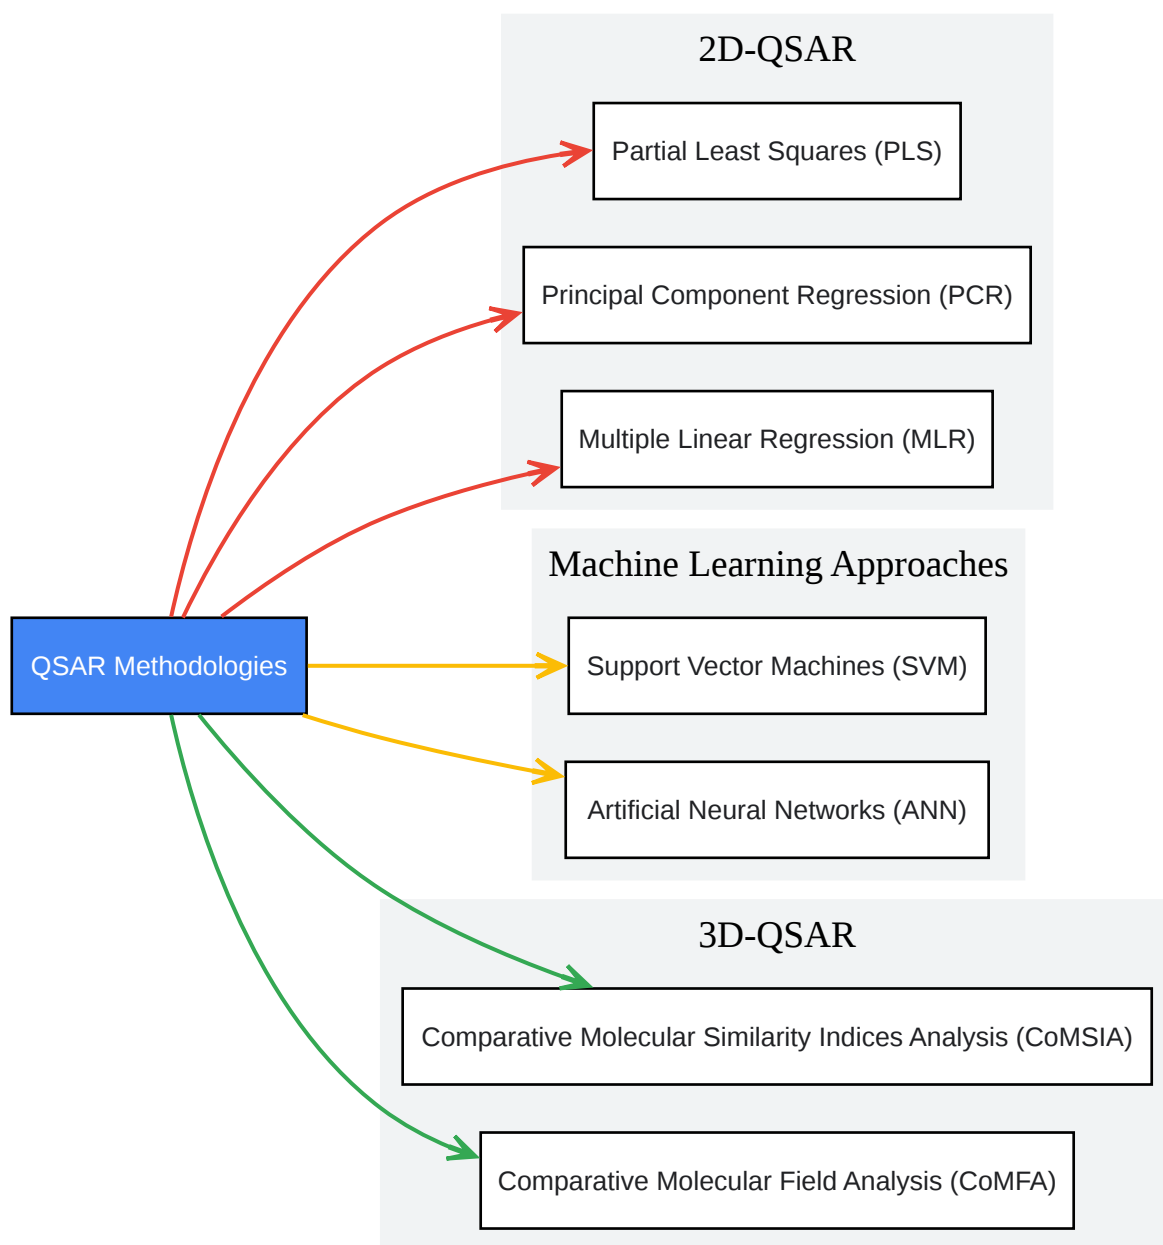 2D-QSAR
Partial Least Squares (PLS)
Principal Component Regression (PCR)
Multiple Linear Regression (MLR)
Machine Learning Approaches
QSAR Methodologies
Support Vector Machines (SVM)
Artificial Neural Networks (ANN)
3D-QSAR
Comparative Molecular Similarity Indices Analysis (CoMSIA)
Comparative Molecular Field Analysis (CoMFA)